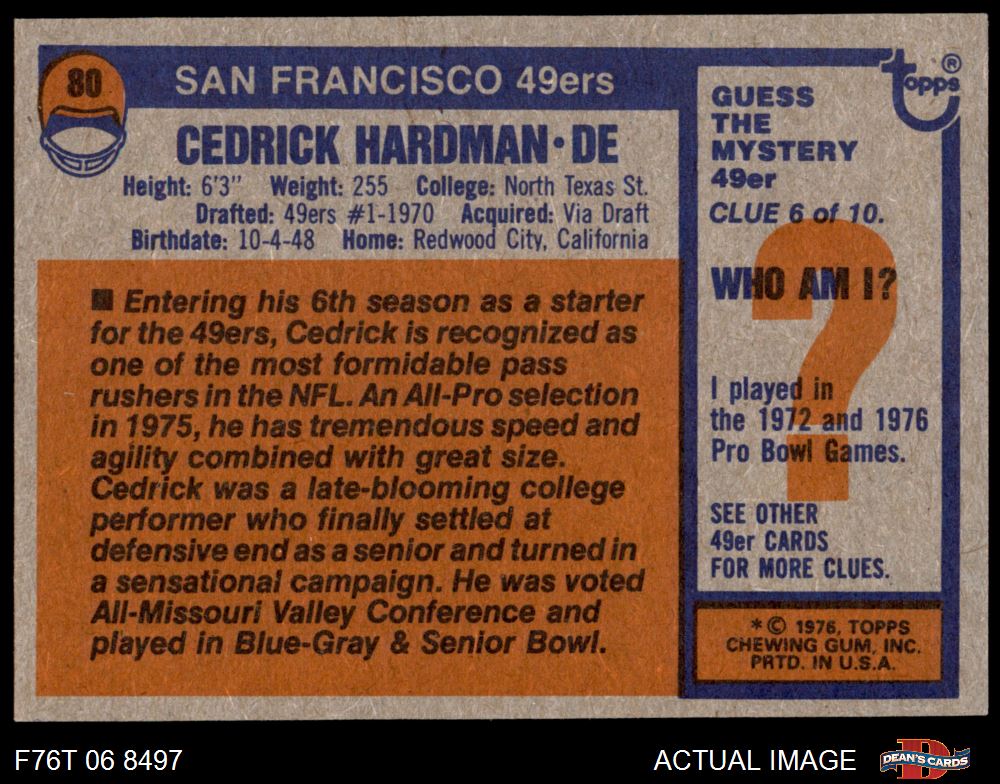 80
SAN FRANCISCO 49ers
CEDRICK HARDMAN • DE
Height: 6'3" Weight: 255 College: North Texas St.
Drafted: 49ers #1-1970 Acquired: Via Draft
Birthdate: 10-4-48 Home: Redwood City, California
■ Entering his 6th season as a starter
for the 49ers, Cedrick is recognized as
one of the most formidable pass
rushers in the NFL. An All-Pro selection
in 1975, he has tremendous speed and
agility combined with great size.
Cedrick was a late-blooming college
performer who finally settled at
defensive end as a senior and turned in
a sensational campaign. He was voted
All-Missouri Valley Conference and
played in Blue-Gray & Senior Bowl.
topps®
GUESS
THE
MYSTERY
49er
CLUE 6 of 10.
WHO AM I?
?
I played in
the 1972 and 1976
Pro Bowl Games.
SEE OTHER
49er CARDS
FOR MORE CLUES.
* © 1976, TOPPS
CHEWING GUM, INC.
PRTD. IN U.S.A.
F76T 06 8497
ACTUAL IMAGE
D
DEAN'S CARDS